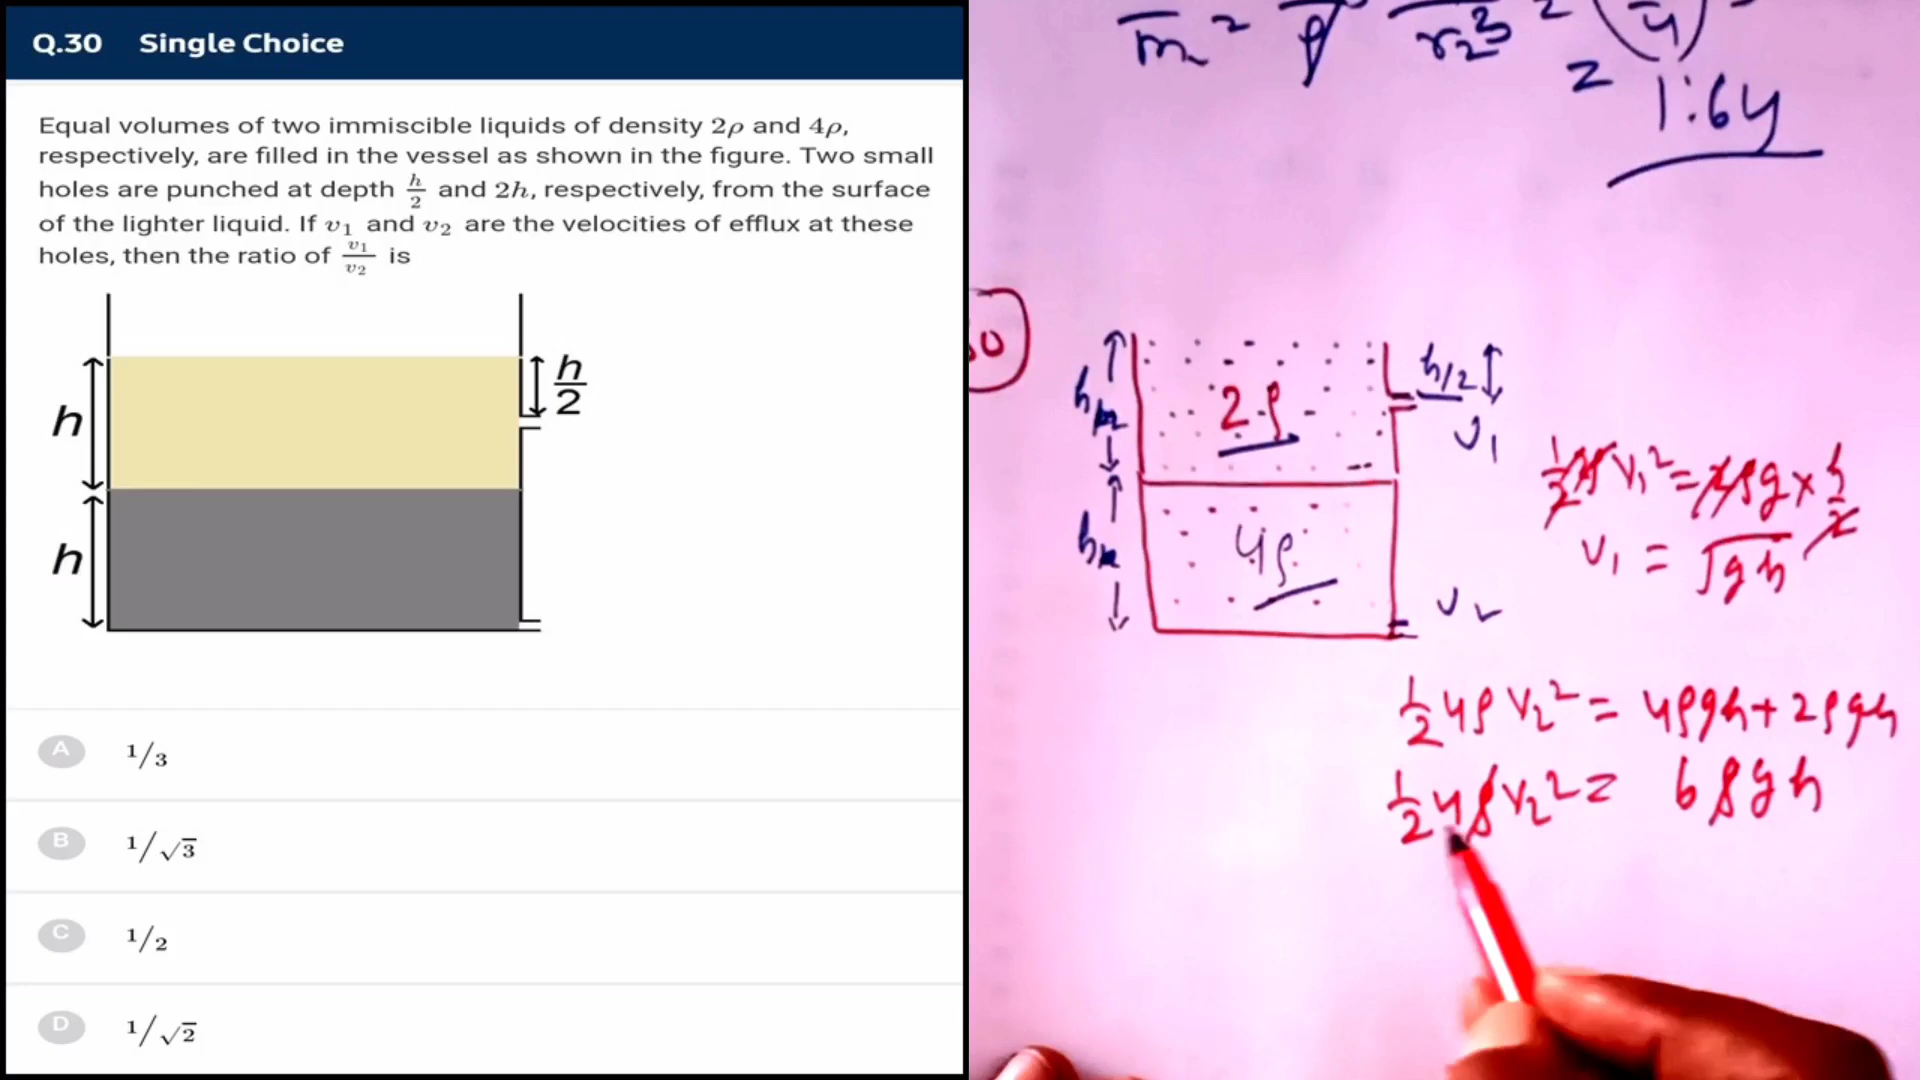 Q.30 Single Choice
Equal volumes of two immiscible liquids of density 2ρ and 4ρ,
respectively, are filled in the vessel as shown in the figure. Two small
holes are punched at depth h/2 and 2h, respectively, from the surface
of the lighter liquid. If v₁ and v₂ are the velocities of efflux at these
holes, then the ratio of v₁/v₂ is
h
h/2
h
A 1/3
B 1/√3
C 1/2
D 1/√2
= 1:64
h
2ρ
h/2
v₁
h
4ρ
v₂
v₁ = √gh
1/2 4ρ v₂² = 4ρgh + 2ρgh
1/2 4ρ v₂² = 6ρgh